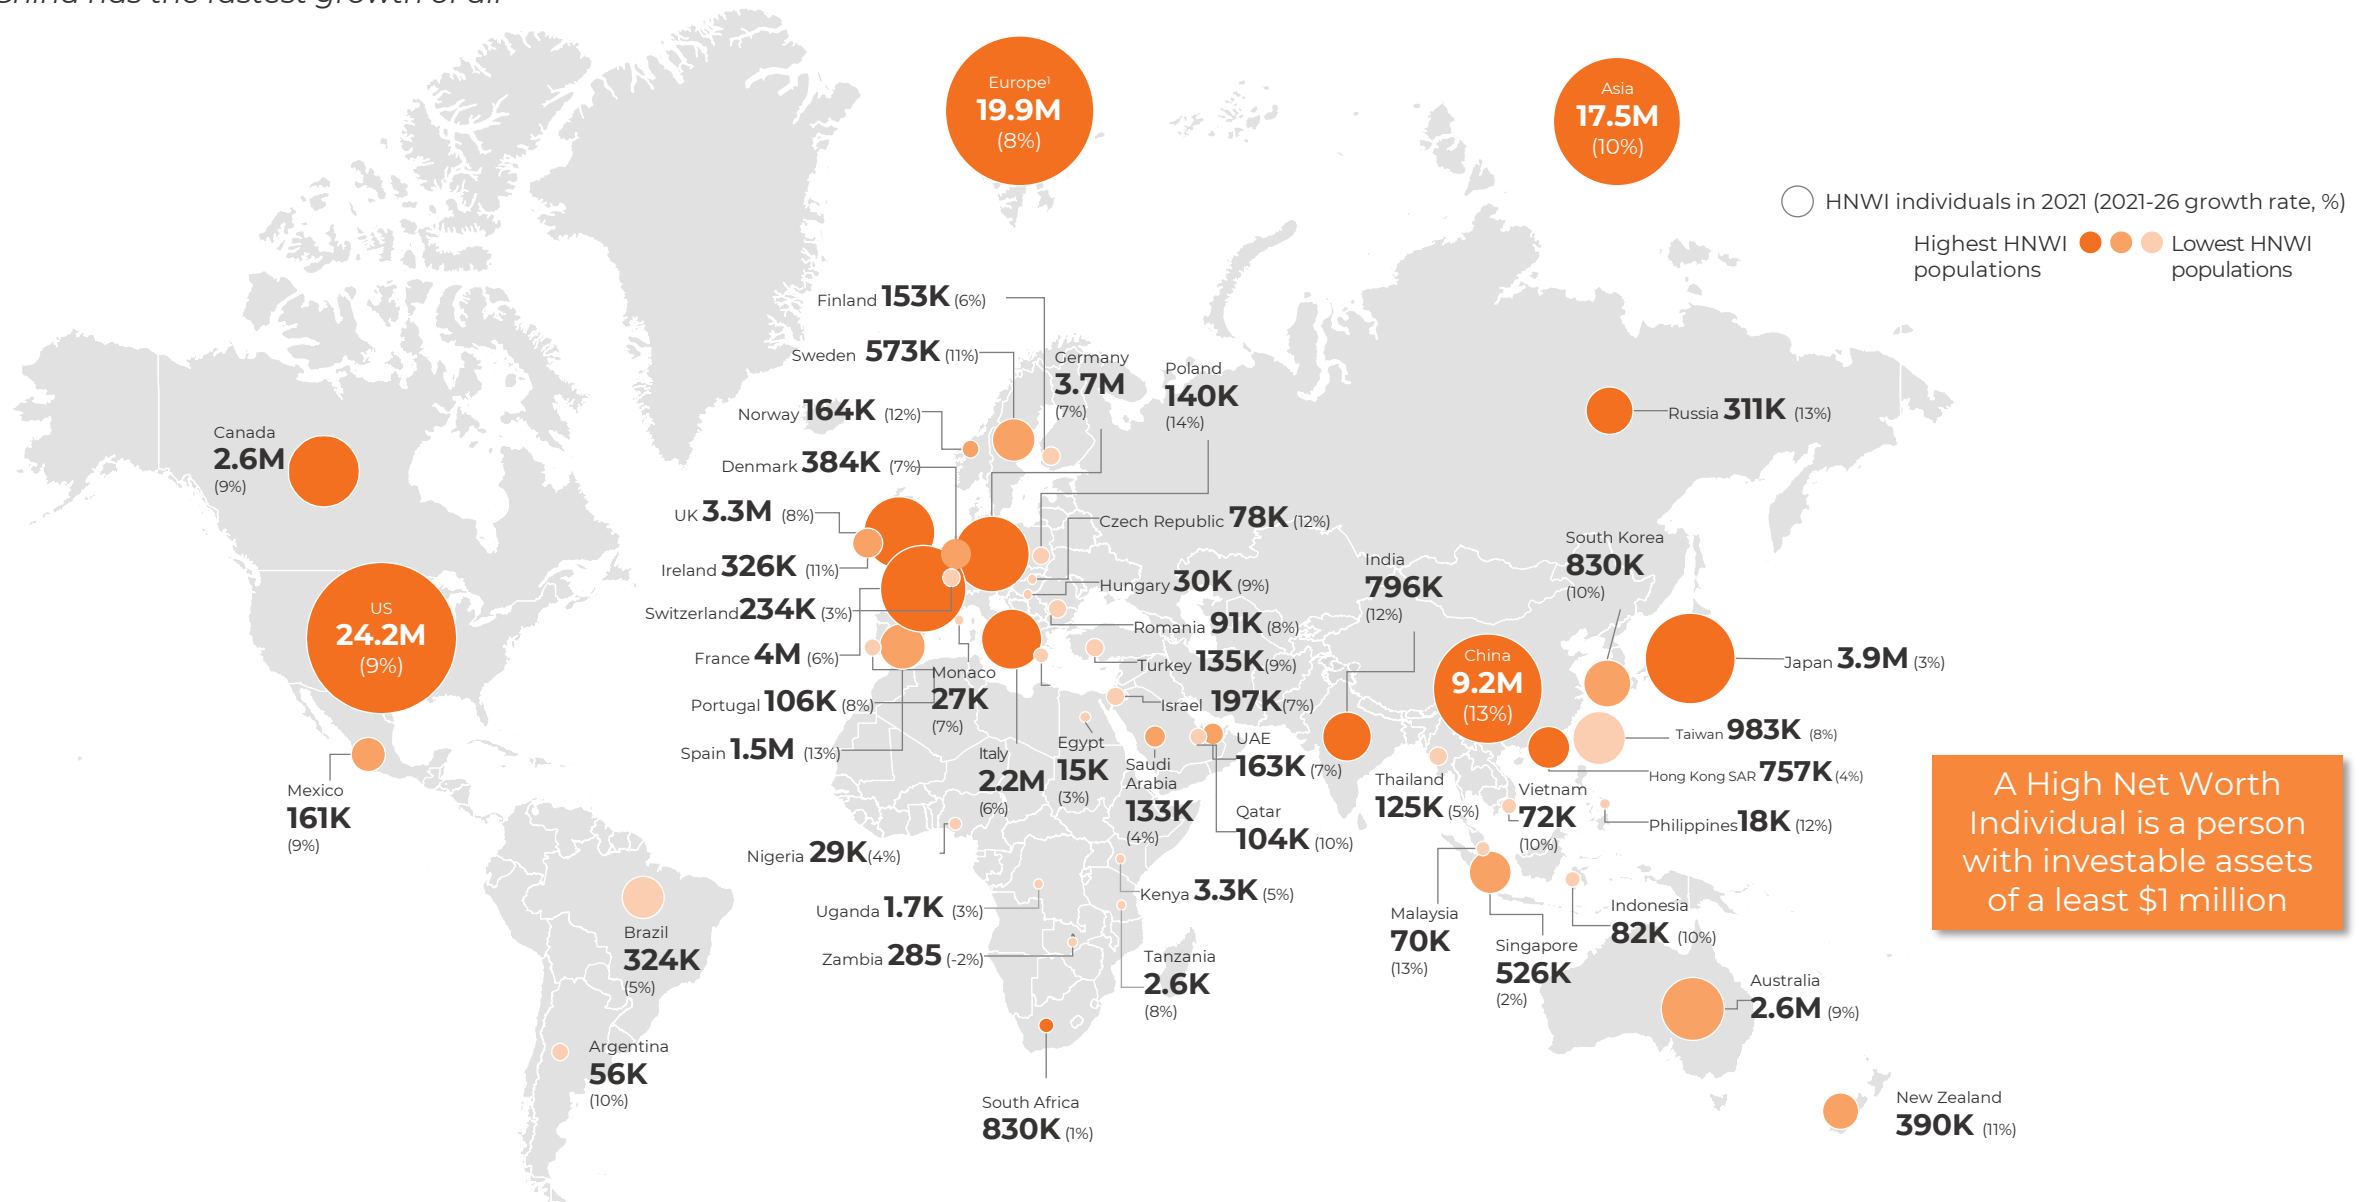 China has the fastest growth of all
Europe¹
19.9M
(8%)
Asia
17.5M
(10%)
HNWI individuals in 2021 (2021-26 growth rate, %)
Highest HNWI
populations
Lowest HNWI
populations
Finland 153K (6%)
Sweden 573K (11%)
Norway 164K (12%)
Denmark 384K (7%)
UK 3.3M (8%)
Ireland 326K (11%)
Switzerland 234K (3%)
France 4M (6%)
Portugal 106K (8%)
Spain 1.5M (13%)
Germany
3.7M
(7%)
Poland
140K
(14%)
Czech Republic 78K (12%)
Hungary 30K (9%)
Romania 91K (8%)
Turkey 135K (9%)
Israel 197K (7%)
Monaco
27K
(7%)
Italy
2.2M
(6%)
Egypt
15K
(3%)
Saudi
Arabia
133K
(4%)
UAE
163K (7%)
Qatar
104K (10%)
Canada
2.6M
(9%)
US
24.2M
(9%)
Mexico
161K
(9%)
Brazil
324K
(5%)
Argentina
56K
(10%)
Nigeria 29K (4%)
Uganda 1.7K (3%)
Zambia 285 (-2%)
Kenya 3.3K (5%)
Tanzania
2.6K
(8%)
South Africa
830K (1%)
Russia 311K (13%)
India
796K
(12%)
South Korea
830K
(10%)
China
9.2M
(13%)
Japan 3.9M (3%)
Taiwan 983K (8%)
Hong Kong SAR 757K (4%)
Thailand
125K (5%)
Vietnam
72K
(10%)
Philippines 18K (12%)
Malaysia
70K
(13%)
Singapore
526K
(2%)
Indonesia
82K (10%)
Australia
2.6M (9%)
New Zealand
390K (11%)
A High Net Worth
Individual is a person
with investable assets
of a least $1 million